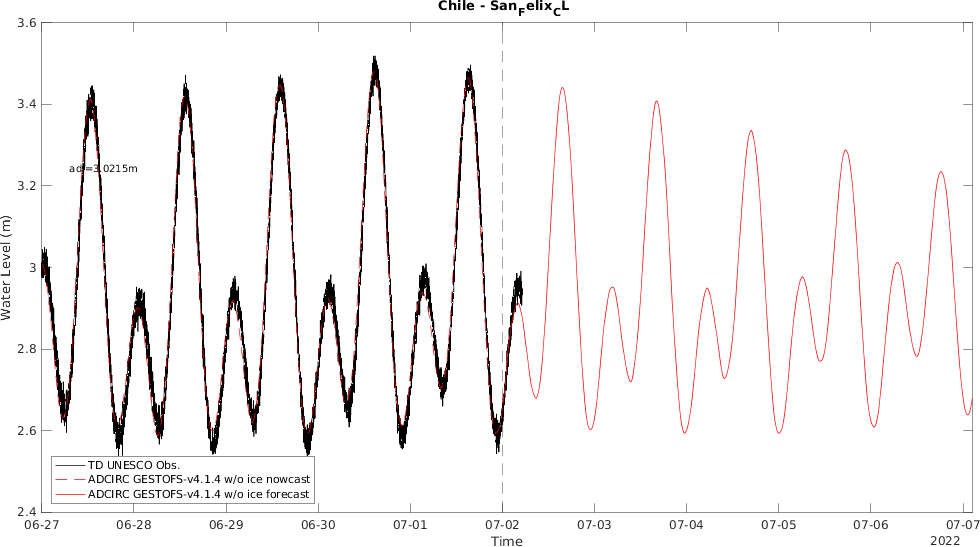 Chile - SanFelixCL
3.6
3.4
3.2
3
2.8
2.6
2.4
Water Level (m)
adj=3.0215m
TD UNESCO Obs.
ADCIRC GESTOFS-v4.1.4 w/o ice nowcast
ADCIRC GESTOFS-v4.1.4 w/o ice forecast
06-27 06-28 06-29 06-30 07-01 07-02 07-03 07-04 07-05 07-06 07-07
Time
2022